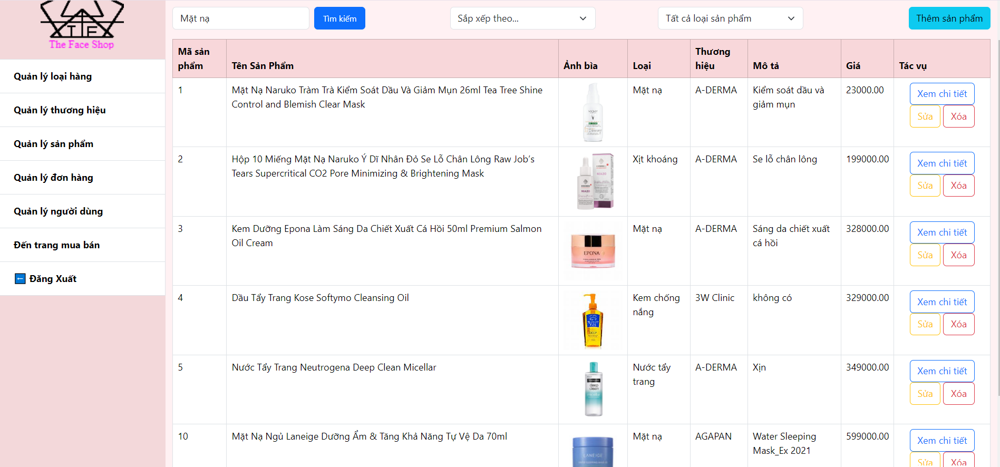 TFX
The Face Shop
Quản lý loại hàng
Quản lý thương hiệu
Quản lý sản phẩm
Quản lý đơn hàng
Quản lý người dùng
Đến trang mua bán
Đăng Xuất
Mặt nạ
Tìm kiếm
Sắp xếp theo...
Tất cả loại sản phẩm
Thêm sản phẩm
Mã sản
phẩm
Tên Sản Phẩm
Ảnh bìa
Loại
Thương
hiệu
Mô tả
Giá
Tác vụ
1
Mặt Nạ Naruko Tràm Trà Kiểm Soát Dầu Và Giảm Mụn 26ml Tea Tree Shine
Control and Blemish Clear Mask
VICHY
Mặt nạ
A-DERMA
Kiểm soát dầu và
giảm mụn
23000.00
Xem chi tiết
Sửa
Xóa
2
Hộp 10 Miếng Mặt Nạ Naruko Ý Dĩ Nhân Đỏ Se Lỗ Chân Lông Raw Job’s
Tears Supercritical CO2 Pore Minimizing & Brightening Mask
NIA20
NIA20
Xịt khoáng
A-DERMA
Se lỗ chân lông
199000.00
Xem chi tiết
Sửa
Xóa
3
Kem Dưỡng Epona Làm Sáng Da Chiết Xuất Cá Hồi 50ml Premium Salmon
Oil Cream
EPONA
Mặt nạ
A-DERMA
Sáng da chiết xuất
cá hồi
328000.00
Xem chi tiết
Sửa
Xóa
4
Dầu Tẩy Trang Kose Softymo Cleansing Oil
DEEP
Kem chống
nắng
3W Clinic
không có
329000.00
Xem chi tiết
Sửa
Xóa
5
Nước Tẩy Trang Neutrogena Deep Clean Micellar
deep
clean
micellar
Nước tẩy
trang
A-DERMA
Xịn
349000.00
Xem chi tiết
Sửa
Xóa
10
Mặt Nạ Ngủ Laneige Dưỡng Ẩm & Tăng Khả Năng Tự Vệ Da 70ml
LANEIGE
Mặt nạ
AGAPAN
Water Sleeping
Mask_Ex 2021
599000.00
Xem chi tiết
Sửa
Xóa